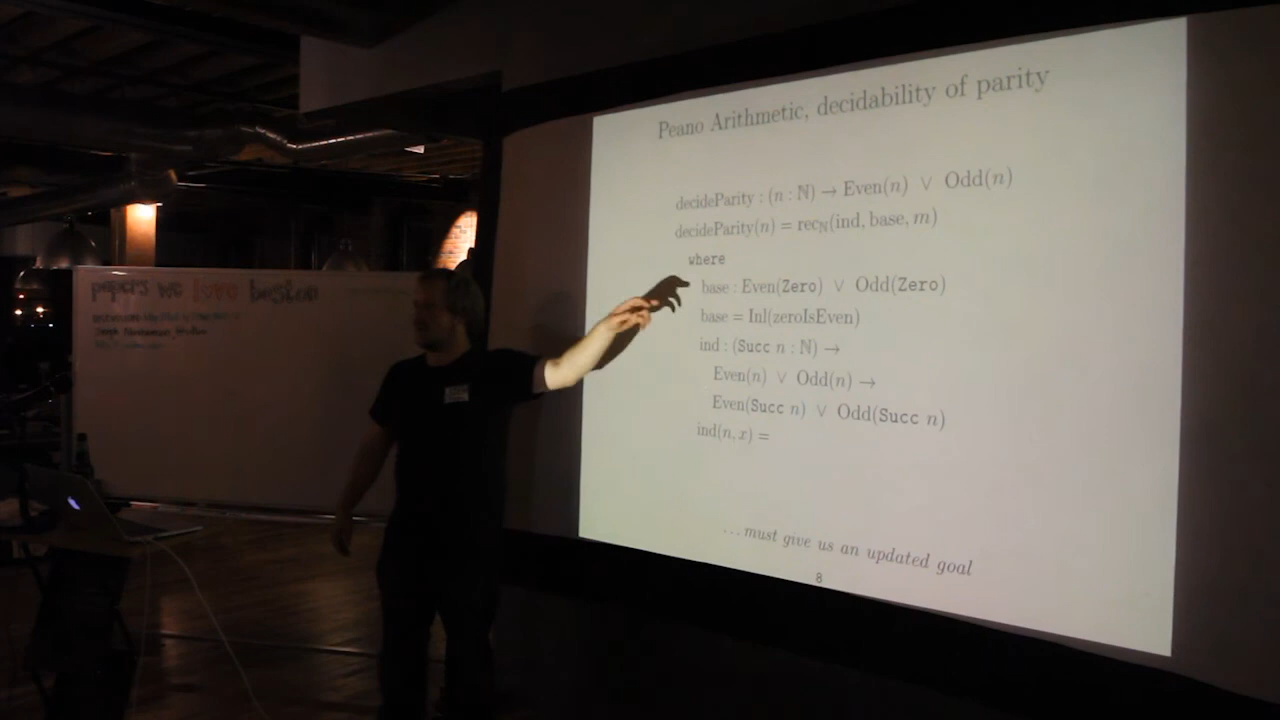 Peano Arithmetic, decidability of parity
decideParity : (n : ℕ) → Even(n) ∨ Odd(n)
decideParity(n) = recℕ(ind, base, m)
where
base : Even(Zero) ∨ Odd(Zero)
base = Inl(zeroIsEven)
ind : (Succ n : ℕ) →
Even(n) ∨ Odd(n) →
Even(Succ n) ∨ Odd(Succ n)
ind(n, x) =
...must give us an updated goal
8
papers we love boston